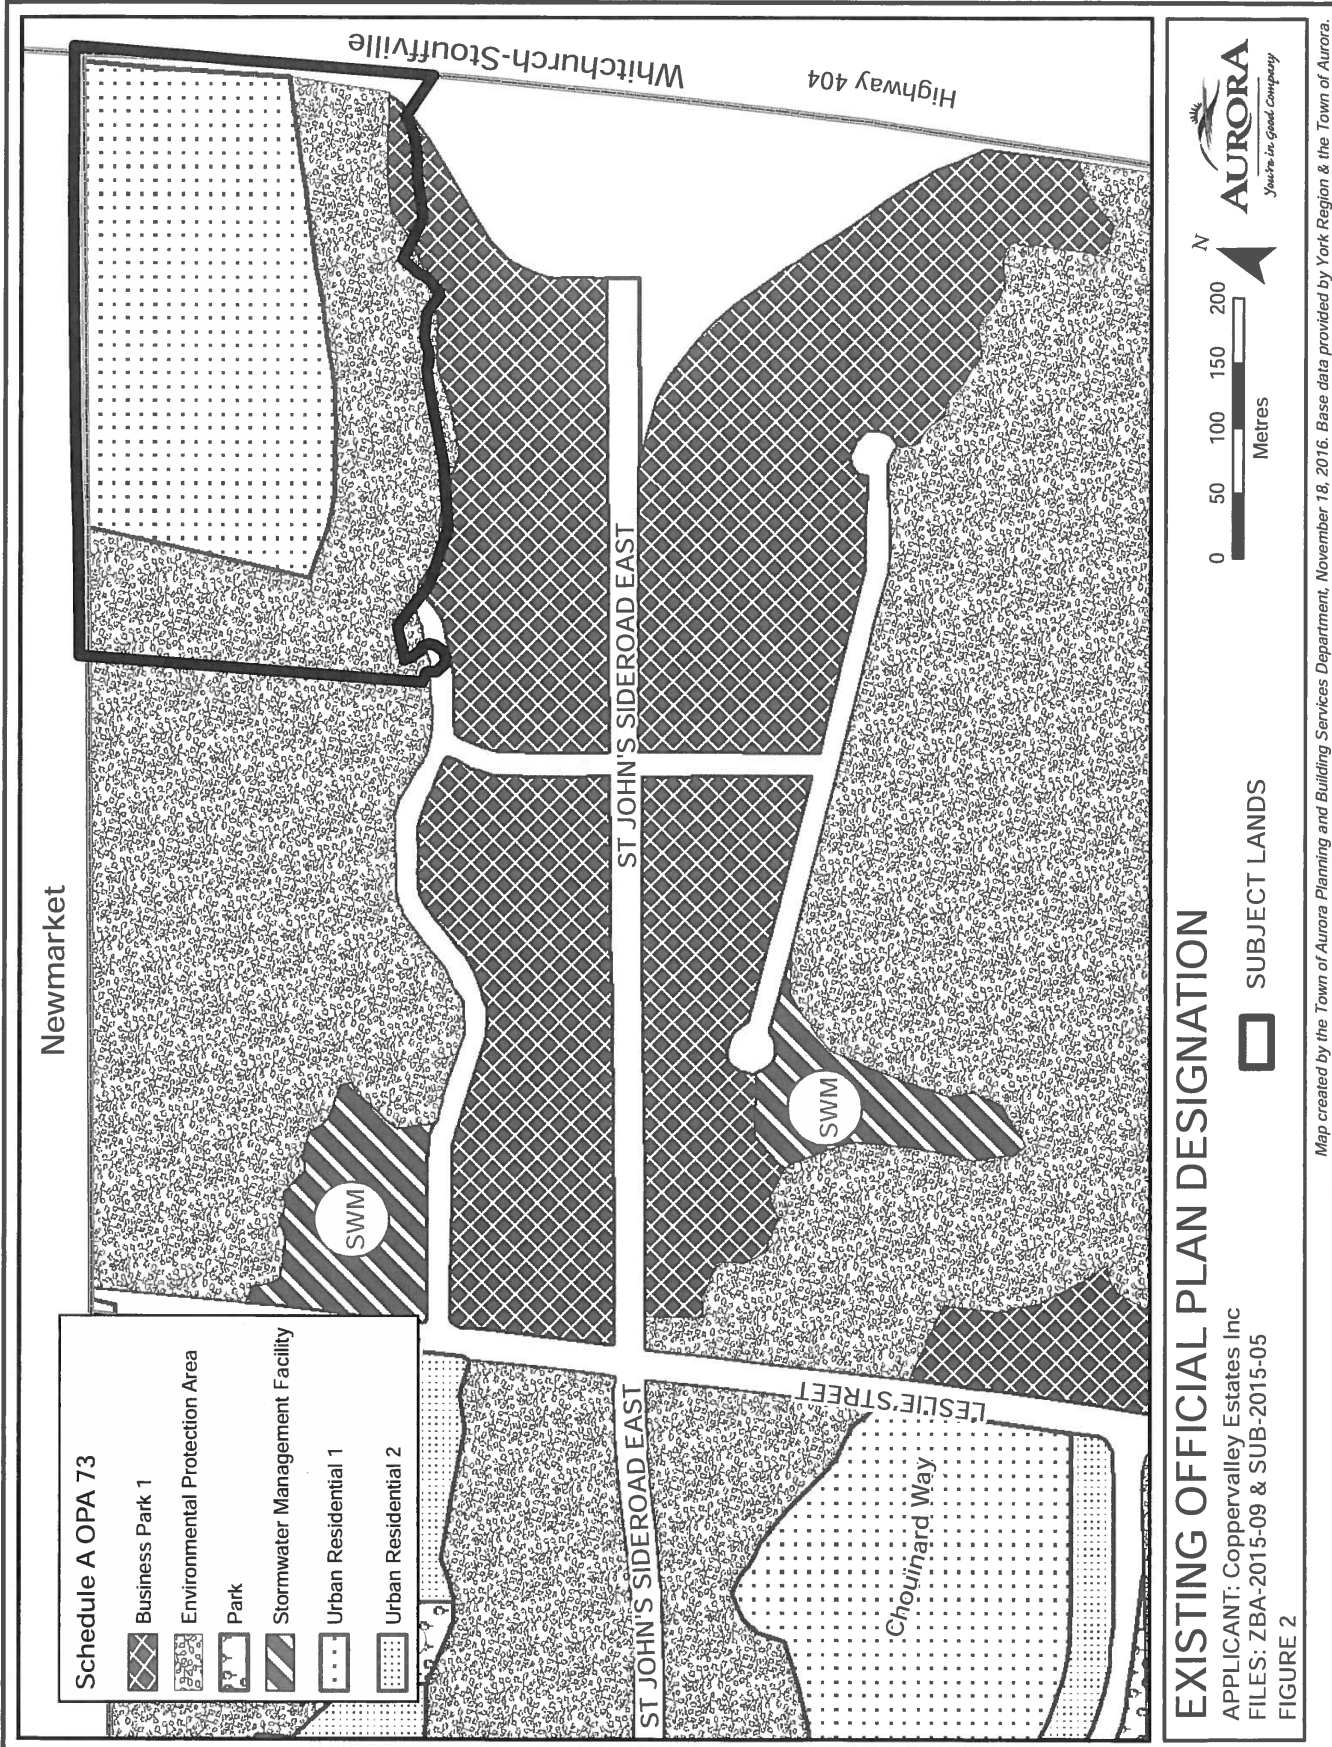 Newmarket
Whitchurch-Stouffville
Highway 404
Schedule A OPA 73
Business Park 1
Environmental Protection Area
Park
Stormwater Management Facility
Urban Residential 1
Urban Residential 2
SWM
SWM
ST JOHN'S SIDEROAD EAST
ST JOHN'S SIDEROAD EAST
LESLIE STREET
Chouinard Way
EXISTING OFFICIAL PLAN DESIGNATION
APPLICANT: Coppervalley Estates Inc
FILES: ZBA-2015-09 & SUB-2015-05
FIGURE 2
SUBJECT LANDS
0 50 100 150 200
Metres
N
AURORA
You're in Good Company
Map created by the Town of Aurora Planning and Building Services Department, November 18, 2016. Base data provided by York Region & the Town of Aurora.